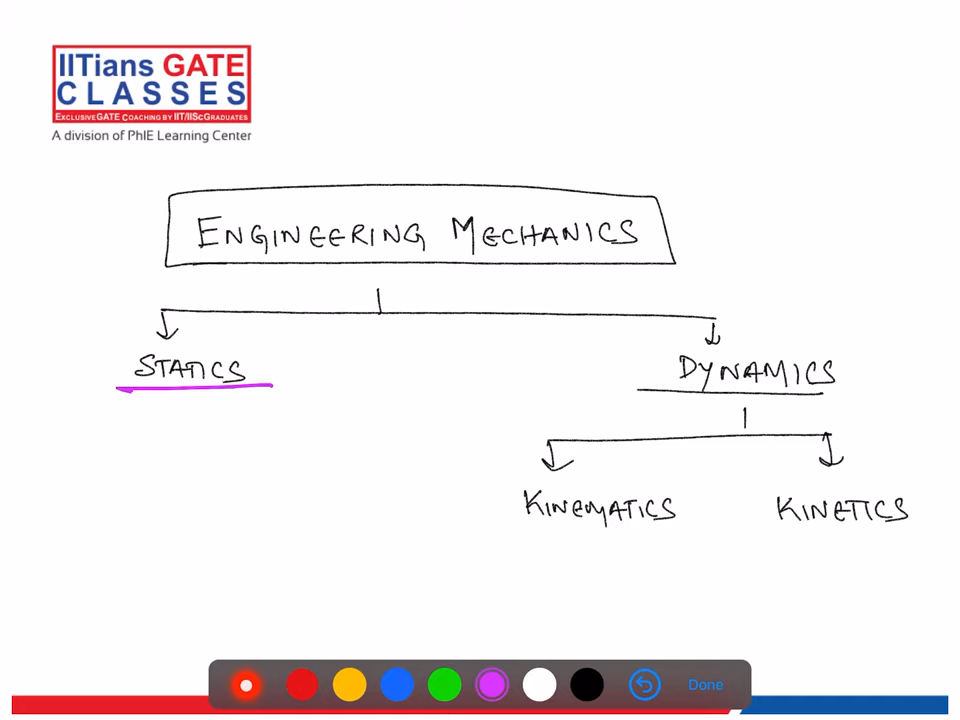 IITians GATE
CLASSES
EXCLUSIVE GATE COACHING BY IIT/IISc GRADUATES
A division of PhIE Learning Center
ENGINEERING MECHANICS
STATICS
DYNAMICS
KINEMATICS
KINETICS
Done